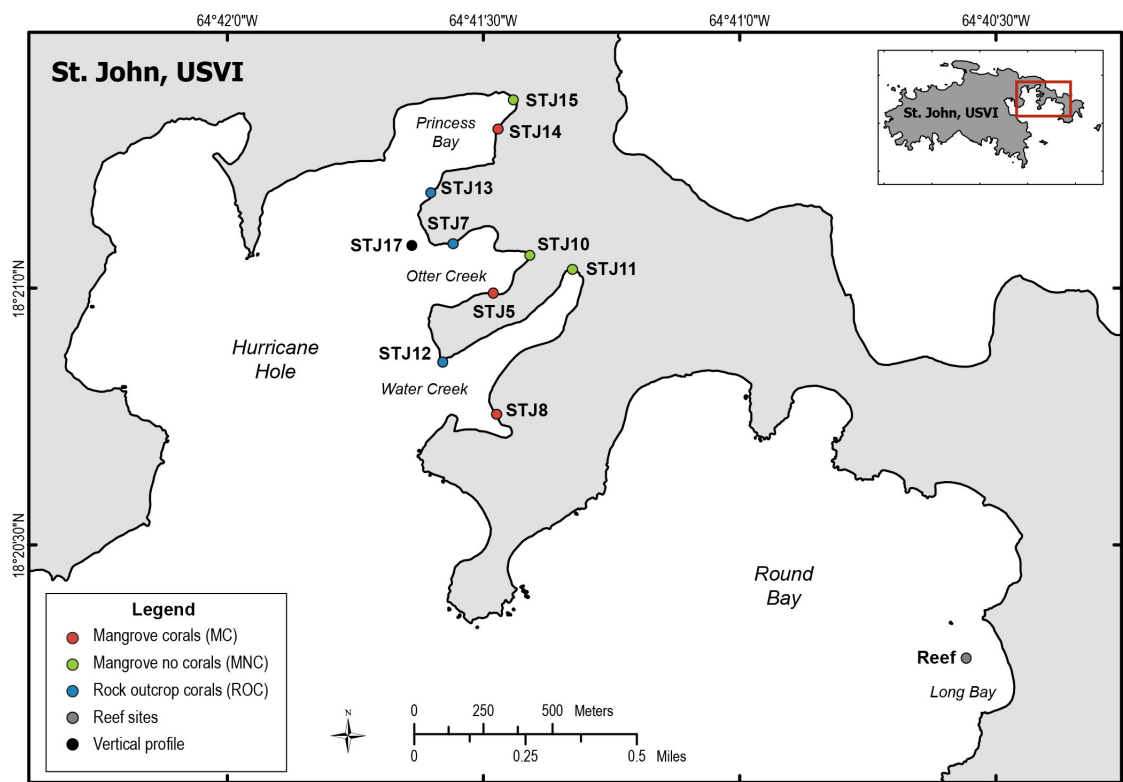 64°42'0"W
64°41'30"W
64°41'0"W
64°40'30"W
St. John, USVI
St. John, USVI
STJ15
Princess
Bay
STJ14
STJ13
STJ7
STJ17
STJ10
STJ11
Otter Creek
18°21'0"N
STJ5
Hurricane
Hole
STJ12
Water Creek
STJ8
18°20'30"N
Round
Bay
Reef
Long Bay
Legend
Mangrove corals (MC)
Mangrove no corals (MNC)
Rock outcrop corals (ROC)
Reef sites
Vertical profile
N
0 250 500 Meters
0 0.25 0.5 Miles